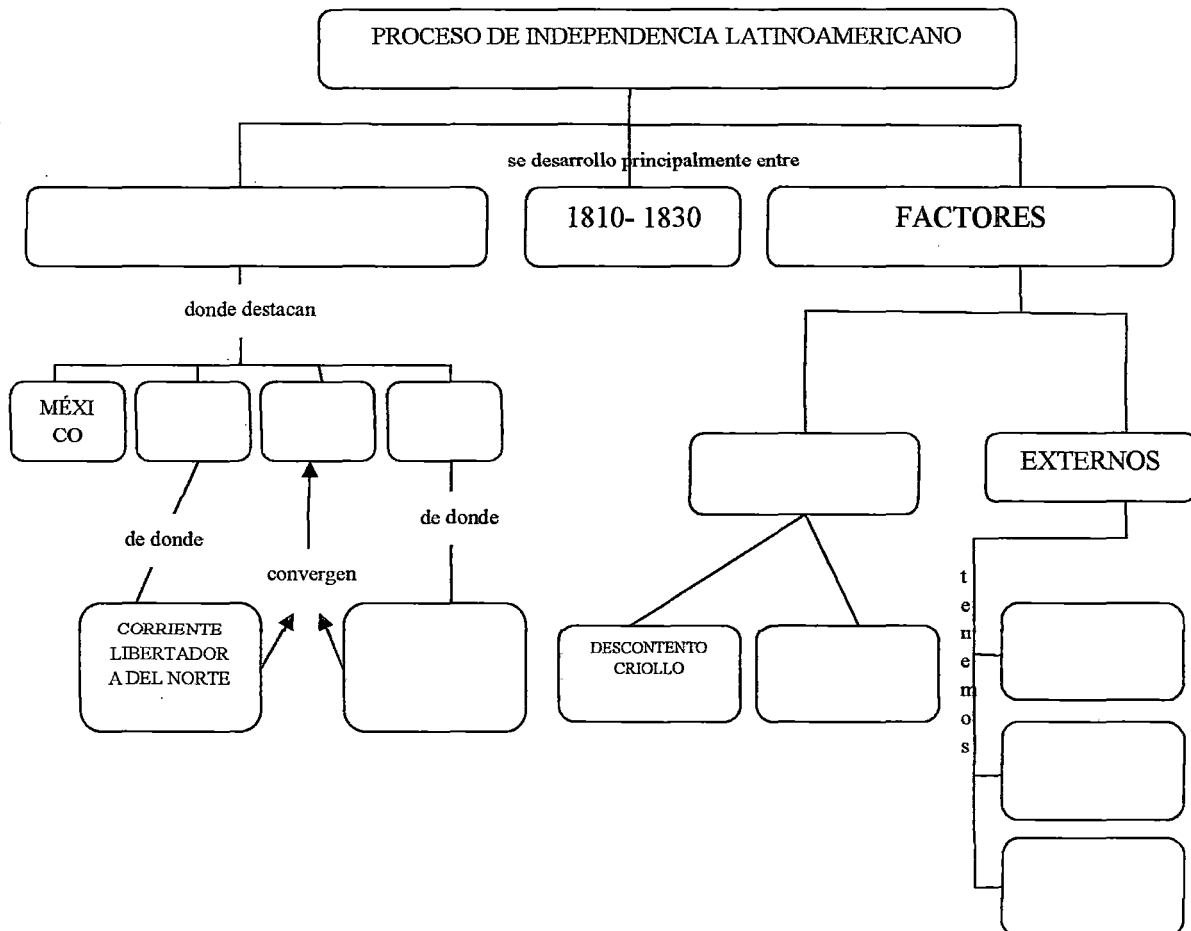 PROCESO DE INDEPENDENCIA LATINOAMERICANO
se desarrollo principalmente entre
1810- 1830
FACTORES
donde destacan
MÉXI
CO
EXTERNOS
de donde
de donde
convergen
CORRIENTE
LIBERTADOR
A DEL NORTE
DESCONTENTO
CRIOLLO
tenemos